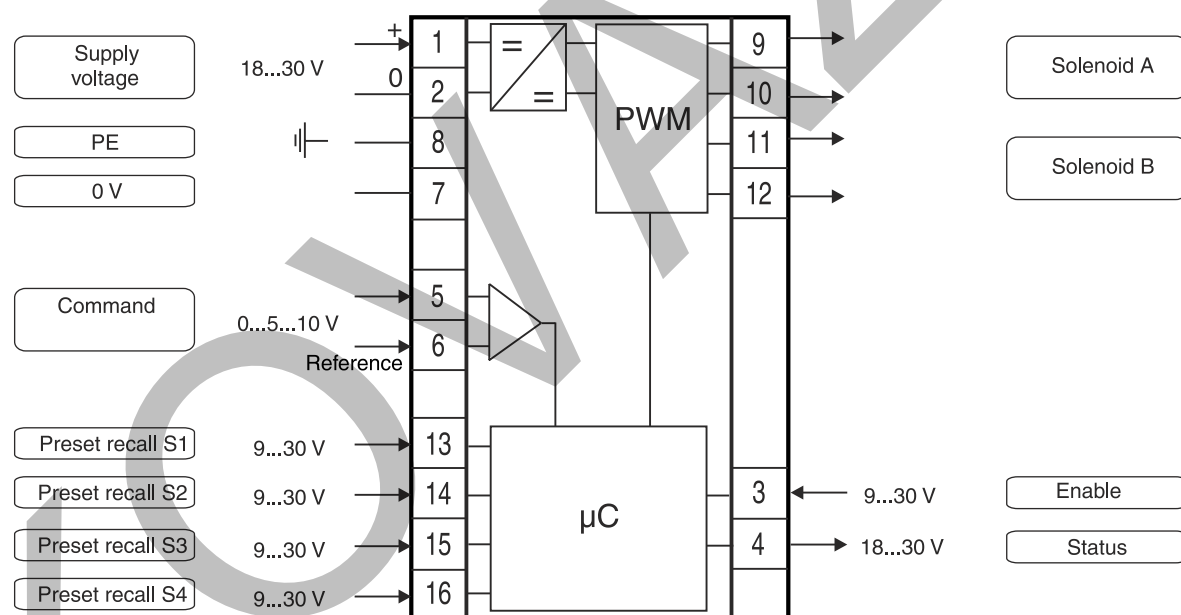 Supply
voltage
18...30 V
+
0
1
2
PE
8
0 V
7
Command
0...5...10 V
Reference
5
6
Preset recall S1
9...30 V
13
Preset recall S2
9...30 V
14
Preset recall S3
9...30 V
15
Preset recall S4
9...30 V
16
=
=
PWM
µC
9
10
11
12
Solenoid A
Solenoid B
3
9...30 V
Enable
4
18...30 V
Status